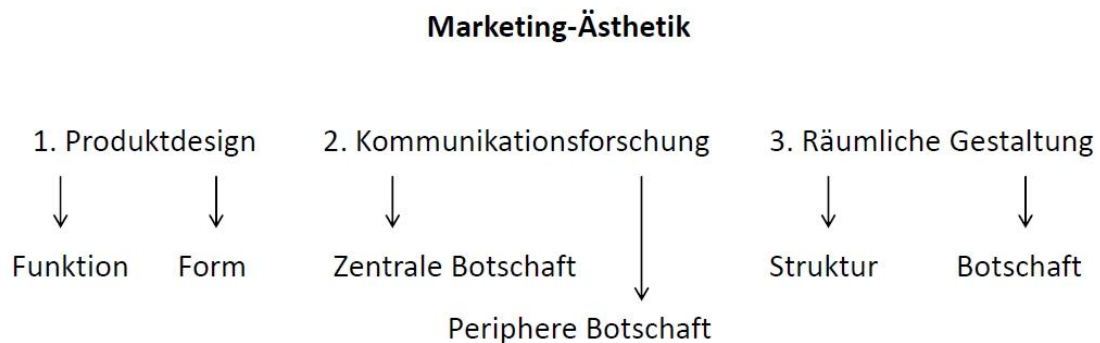 Marketing-Ästhetik
1. Produktdesign 2. Kommunikationsforschung 3. Räumliche Gestaltung
Funktion Form Zentrale Botschaft Struktur Botschaft
Periphere Botschaft